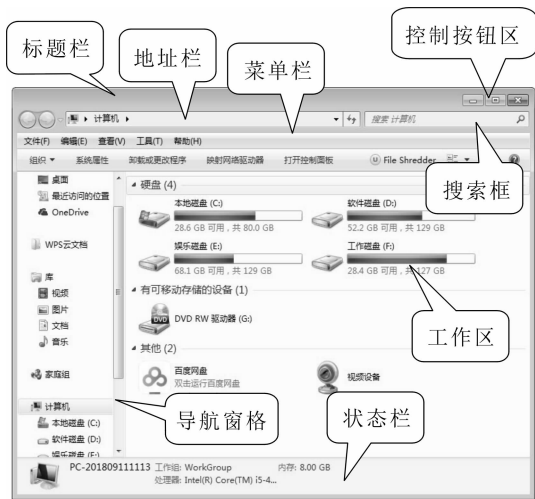 控制按钮区
标题栏
地址栏
菜单栏
计算机
搜索 计算机
文件(F) 编辑(E) 查看(V) 工具(T) 帮助(H)
组织 系统属性 卸载或更改程序 映射网络驱动器 打开控制面板 File Shredder
搜索框
桌面
最近访问的位置
OneDrive
WPS云文档
库
视频
图片
文档
音乐
家庭组
计算机
本地磁盘 (C:)
软件磁盘 (D:)
娱乐磁盘 (E:)
硬盘 (4)
本地磁盘 (C:)
28.6 GB 可用，共 80.0 GB
软件磁盘 (D:)
52.2 GB 可用，共 129 GB
娱乐磁盘 (E:)
68.1 GB 可用，共 129 GB
工作磁盘 (F:)
28.4 GB 可用，共 127 GB
有可移动存储的设备 (1)
DVD RW 驱动器 (G:)
工作区
其他 (2)
百度网盘
双击运行百度网盘
视频设备
导航窗格
状态栏
PC-201809111113 工作组: WorkGroup 内存: 8.00 GB
处理器: Intel(R) Core(TM) i5-4...